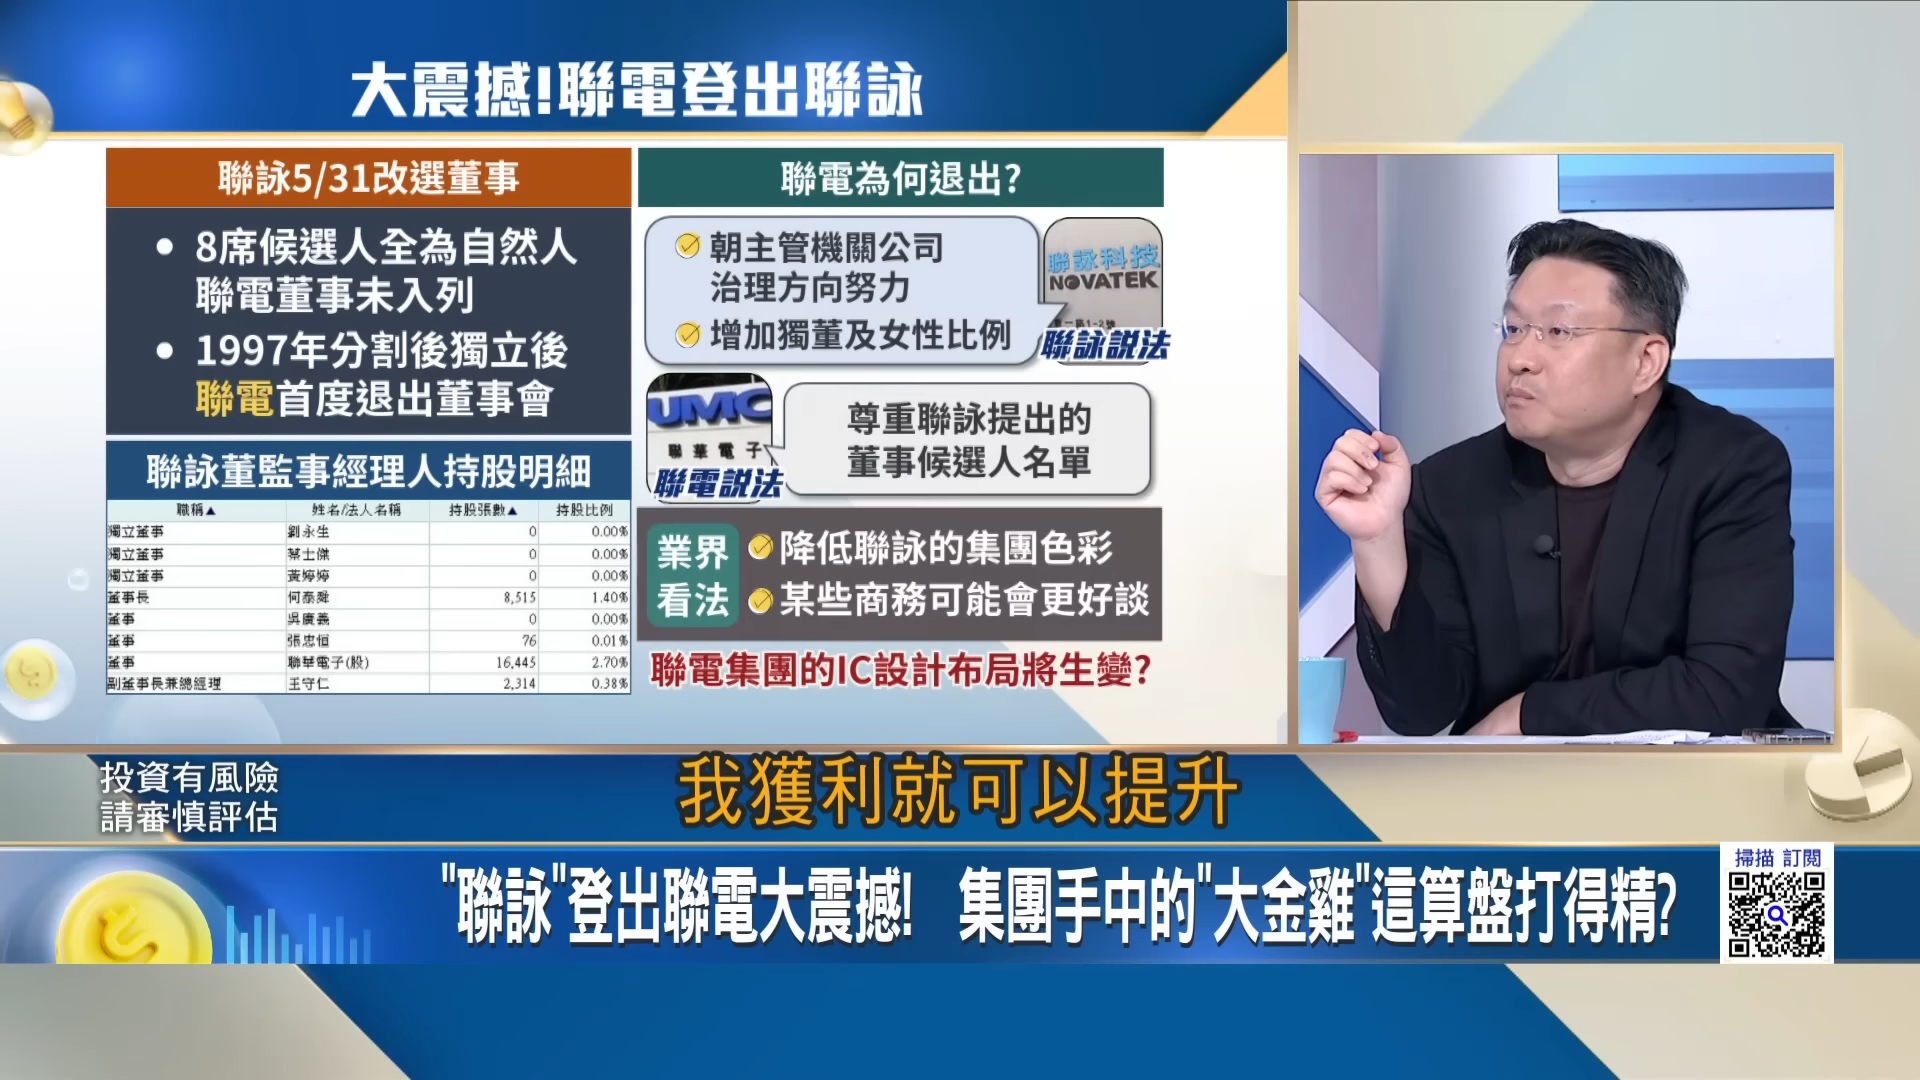 大震撼!聯電登出聯詠
聯詠5/31改選董事
• 8席候選人全為自然人
聯電董事未入列
• 1997年分割後獨立後
聯電首度退出董事會
聯詠董監事經理人持股明細
職稱▲ 姓名/法人名稱 持股張數▲ 持股比例
獨立董事 劉永生 0 0.00%
獨立董事 蔡士傑 0 0.00%
獨立董事 黃婷婷 0 0.00%
董事長 何泰舜 8,515 1.40%
董事 吳廣義 0 0.00%
董事 張忠恒 76 0.01%
董事 聯華電子(股) 16,445 2.70%
副董事長兼總經理 王守仁 2,314 0.38%
聯電為何退出?
朝主管機關公司
治理方向努力
增加獨董及女性比例
聯詠科技
NOVATEK
聯詠說法
UMC
聯華電子
聯電說法
尊重聯詠提出的
董事候選人名單
業界
看法
降低聯詠的集團色彩
某些商務可能會更好談
聯電集團的IC設計布局將生變?
投資有風險
請審慎評估
我獲利就可以提升
"聯詠"登出聯電大震撼! 集團手中的"大金雞"這算盤打得精?
掃描 訂閱